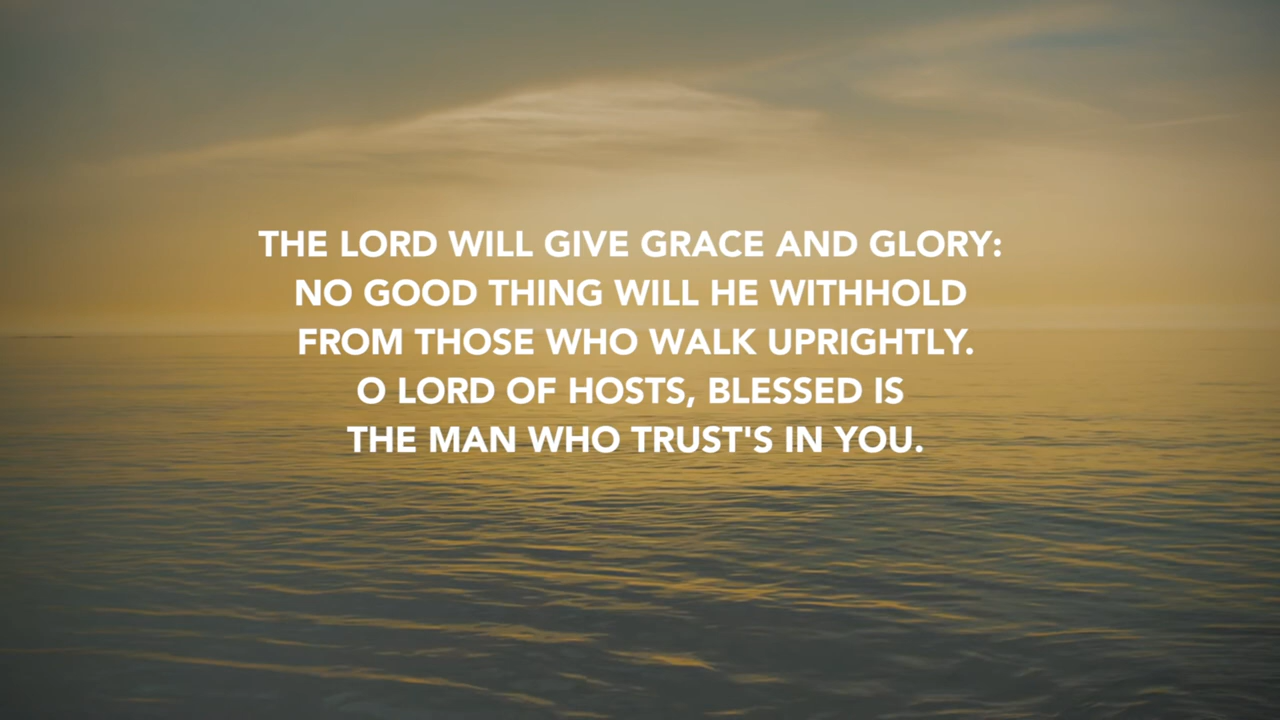 THE LORD WILL GIVE GRACE AND GLORY:
NO GOOD THING WILL HE WITHHOLD
FROM THOSE WHO WALK UPRIGHTLY.
O LORD OF HOSTS, BLESSED IS
THE MAN WHO TRUST'S IN YOU.